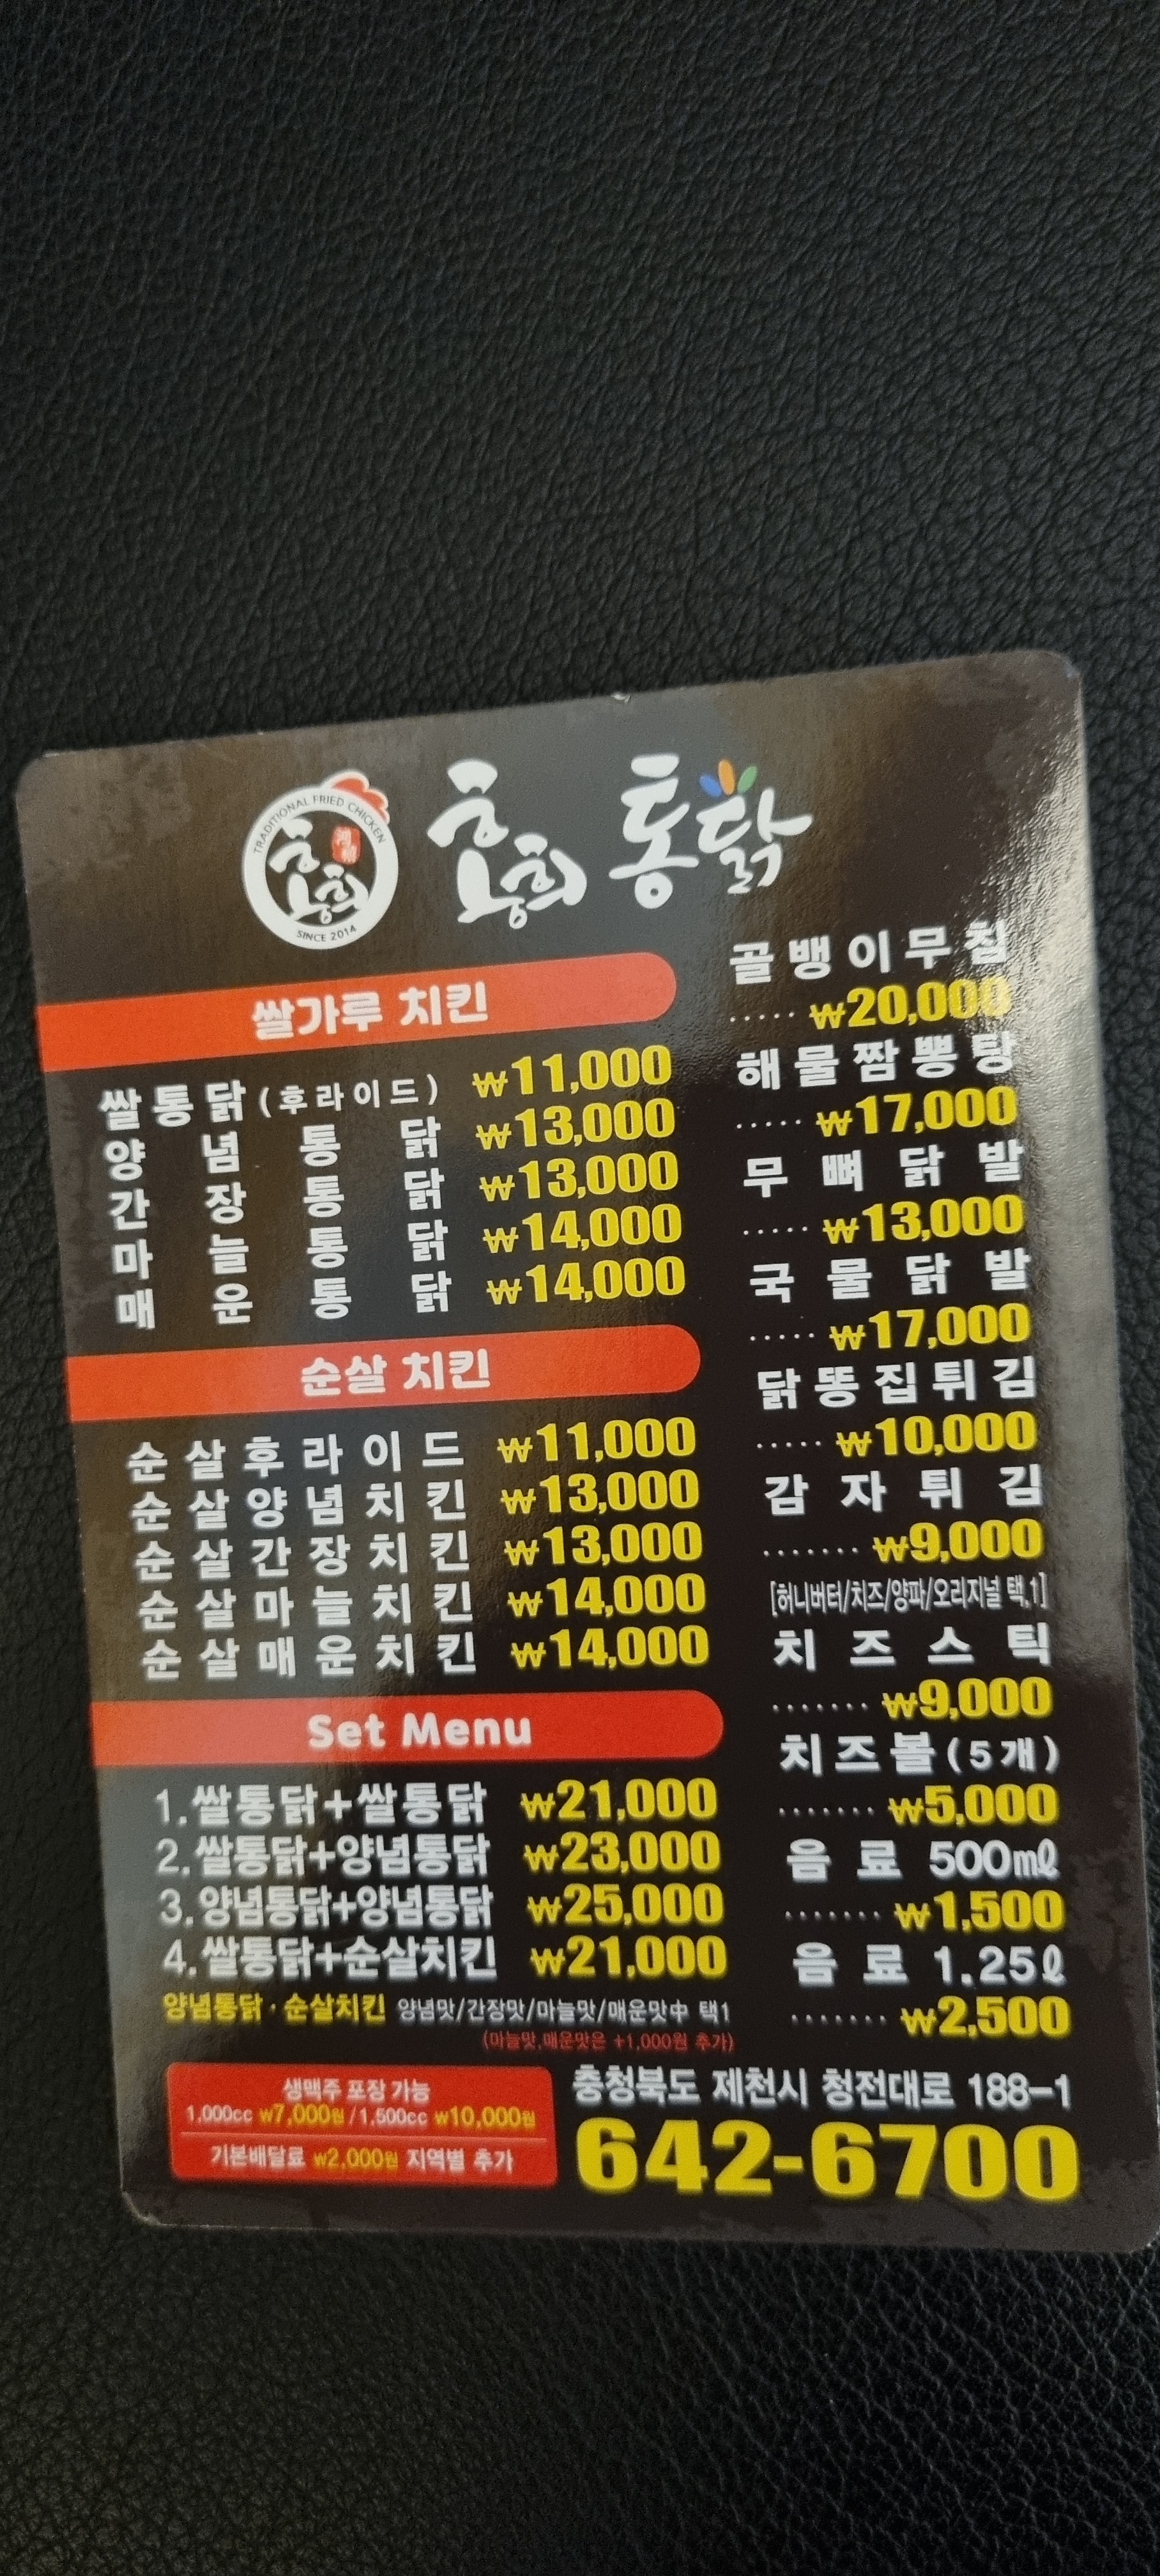 TRADITIONAL FRIED CHICKEN
SINCE 2014
통닭
쌀가루 치킨
쌀통닭(후라이드) ₩11,000
양념통닭 ₩13,000
간장통닭 ₩13,000
마늘통닭 ₩14,000
매운통닭 ₩14,000
순살 치킨
순살후라이드 ₩11,000
순살양념치킨 ₩13,000
순살간장치킨 ₩13,000
순살마늘치킨 ₩14,000
순살매운치킨 ₩14,000
Set Menu
1.쌀통닭+쌀통닭 ₩21,000
2.쌀통닭+양념통닭 ₩23,000
3.양념통닭+양념통닭 ₩25,000
4.쌀통닭+순살치킨 ₩21,000
양념통닭·순살치킨 양념맛/간장맛/마늘맛/매운맛中 택1
(마늘맛,매운맛은 +1,000원 추가)
골뱅이무침
····· ₩20,000
해물짬뽕탕
····· ₩17,000
무뼈닭발
····· ₩13,000
국물닭발
····· ₩17,000
닭똥집튀김
····· ₩10,000
감자튀김
······· ₩9,000
[허니버터/치즈/양파/오리지널 택.1]
치즈스틱
······· ₩9,000
치즈볼(5개)
······· ₩5,000
음료 500㎖
······· ₩1,500
음료 1.25ℓ
······· ₩2,500
생맥주 포장 가능
1,000cc ₩7,000원/1,500cc ₩10,000원
기본배달료 ₩2,000원 지역별 추가
충청북도 제천시 청전대로 188-1
642-6700